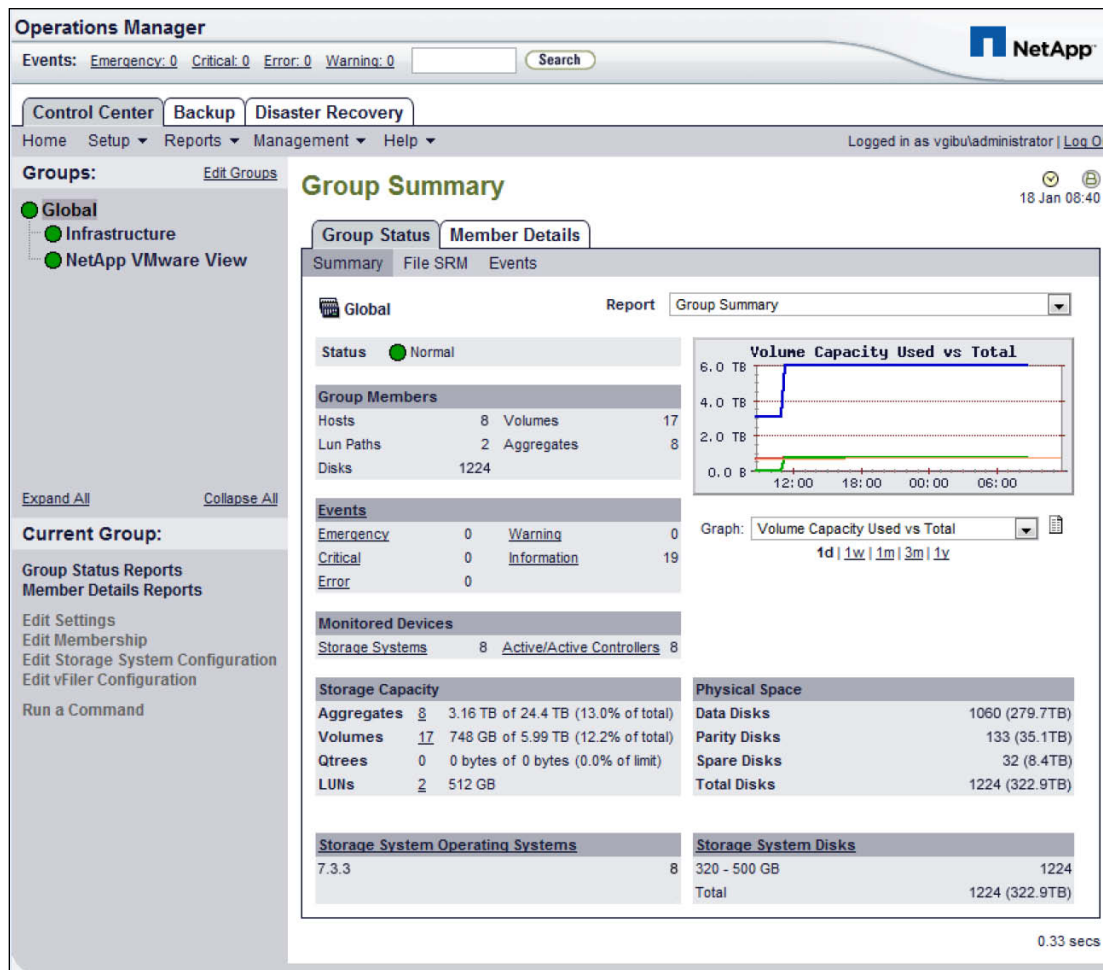 Operations Manager
NetApp
Events: Emergency: 0 Critical: 0 Error: 0 Warning: 0 Search
Control Center Backup Disaster Recovery
Home Setup Reports Management Help Logged in as vgibu\administrator | Log O
Groups: Edit Groups
Global
Infrastructure
NetApp VMware View
Expand All Collapse All
Current Group:
Group Status Reports
Member Details Reports
Edit Settings
Edit Membership
Edit Storage System Configuration
Edit vFiler Configuration
Run a Command
Group Summary
18 Jan 08:40
Group Status Member Details
Summary File SRM Events
Global Report Group Summary
Status Normal
Group Members
Hosts 8 Volumes 17
Lun Paths 2 Aggregates 8
Disks 1224
Events
Emergency 0 Warning 0
Critical 0 Information 19
Error 0
Monitored Devices
Storage Systems 8 Active/Active Controllers 8
Volume Capacity Used vs Total
6.0 TB
4.0 TB
2.0 TB
0.0 B
12:00 18:00 00:00 06:00
Graph: Volume Capacity Used vs Total
1d | 1w | 1m | 3m | 1y
Storage Capacity
Aggregates 8 3.16 TB of 24.4 TB (13.0% of total)
Volumes 17 748 GB of 5.99 TB (12.2% of total)
Qtrees 0 0 bytes of 0 bytes (0.0% of limit)
LUNs 2 512 GB
Physical Space
Data Disks 1060 (279.7TB)
Parity Disks 133 (35.1TB)
Spare Disks 32 (8.4TB)
Total Disks 1224 (322.9TB)
Storage System Operating Systems
7.3.3 8
Storage System Disks
320 - 500 GB 1224
Total 1224 (322.9TB)
0.33 secs